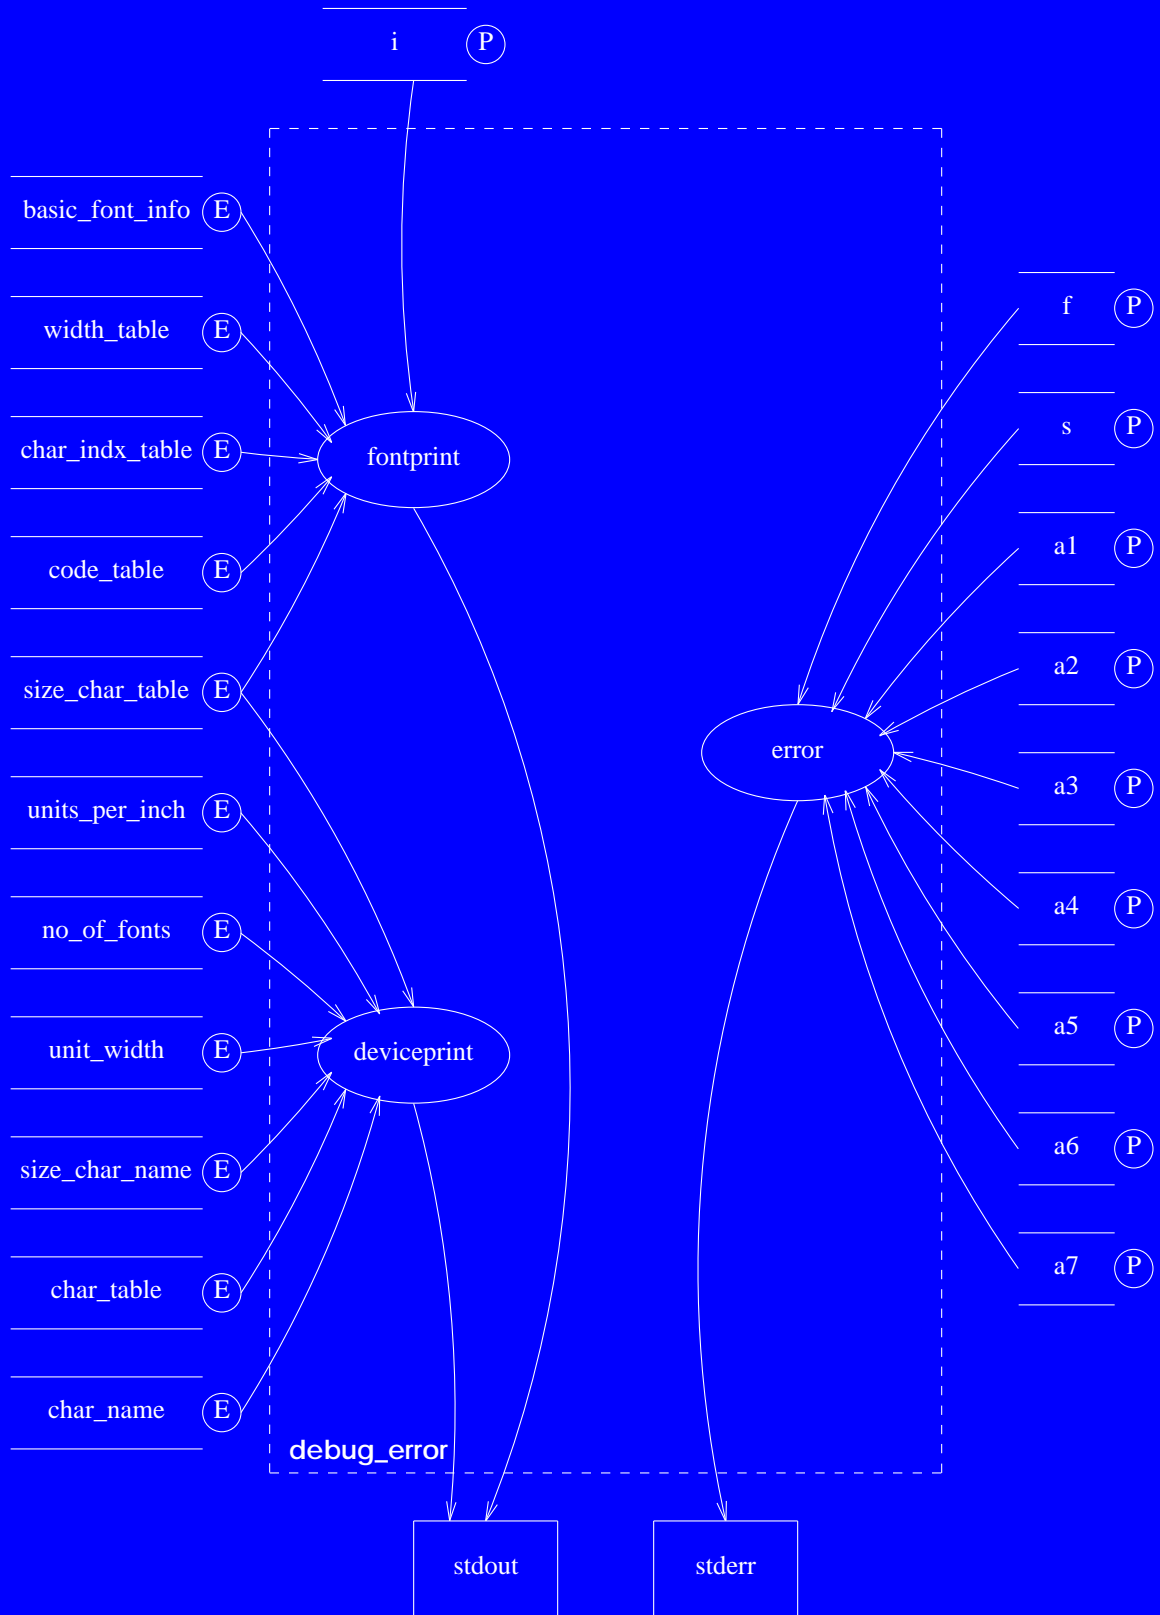 i P
basic_font_info E
f P
width_table E
s P
char_indx_table E
fontprint
a1 P
code_table E
a2 P
size_char_table E
error
a3 P
units_per_inch E
a4 P
no_of_fonts E
a5 P
unit_width E
deviceprint
a6 P
size_char_name E
a7 P
char_table E
char_name E
debug_error
stdout
stderr